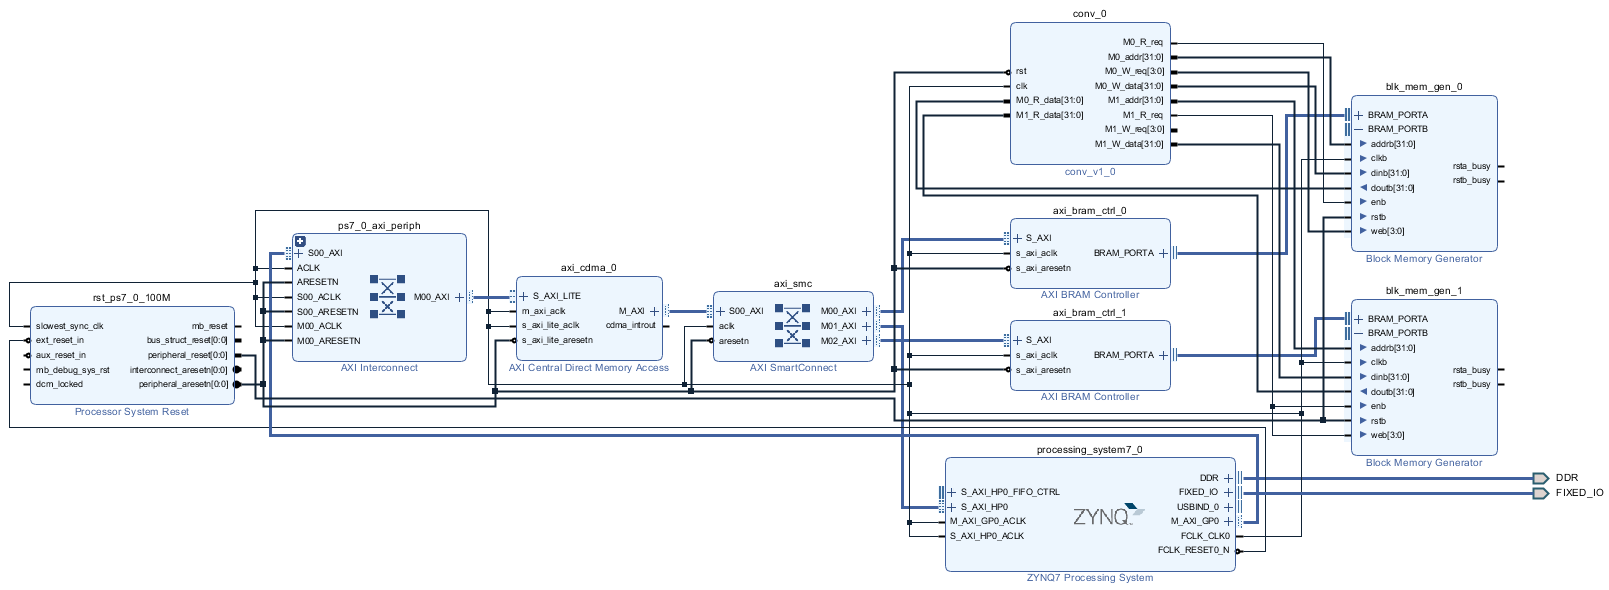 conv_0
M0_R_req
M0_addr[31:0]
rst
M0_W_req[3:0]
clk
M0_W_data[31:0]
M0_R_data[31:0]
M1_addr[31:0]
M1_R_data[31:0]
M1_R_req
M1_W_req[3:0]
M1_W_data[31:0]
conv_v1_0
blk_mem_gen_0
BRAM_PORTA
BRAM_PORTB
addrb[31:0]
clkb
dinb[31:0]
doutb[31:0]
enb
rstb
web[3:0]
rsta_busy
rstb_busy
Block Memory Generator
ps7_0_axi_periph
S00_AXI
ACLK
ARESETN
S00_ACLK
S00_ARESETN
M00_ACLK
M00_ARESETN
M00_AXI
AXI Interconnect
axi_bram_ctrl_0
S_AXI
s_axi_aclk
s_axi_aresetn
BRAM_PORTA
AXI BRAM Controller
rst_ps7_0_100M
slowest_sync_clk
ext_reset_in
aux_reset_in
mb_debug_sys_rst
dcm_locked
mb_reset
bus_struct_reset[0:0]
peripheral_reset[0:0]
interconnect_aresetn[0:0]
peripheral_aresetn[0:0]
Processor System Reset
axi_cdma_0
S_AXI_LITE
m_axi_aclk
s_axi_lite_aclk
s_axi_lite_aresetn
M_AXI
cdma_introut
AXI Central Direct Memory Access
axi_smc
S00_AXI
aclk
aresetn
M00_AXI
M01_AXI
M02_AXI
AXI SmartConnect
axi_bram_ctrl_1
S_AXI
s_axi_aclk
s_axi_aresetn
BRAM_PORTA
AXI BRAM Controller
blk_mem_gen_1
BRAM_PORTA
BRAM_PORTB
addrb[31:0]
clkb
dinb[31:0]
doutb[31:0]
enb
rstb
web[3:0]
rsta_busy
rstb_busy
Block Memory Generator
processing_system7_0
S_AXI_HP0_FIFO_CTRL
S_AXI_HP0
M_AXI_GP0_ACLK
S_AXI_HP0_ACLK
ZYNQ
DDR
FIXED_IO
USBIND_0
M_AXI_GP0
FCLK_CLK0
FCLK_RESET0_N
ZYNQ7 Processing System
DDR
FIXED_IO